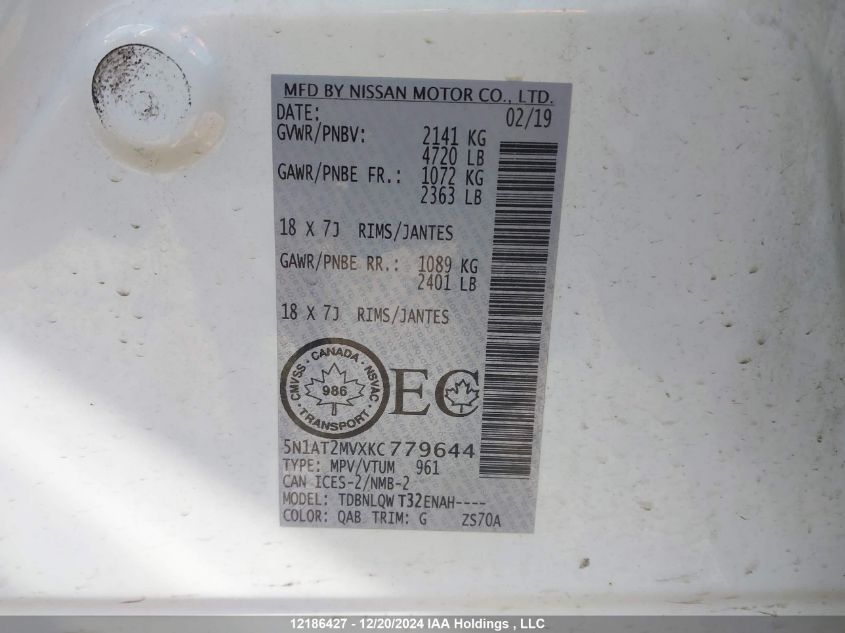 MFD BY NISSAN MOTOR CO., LTD.
DATE: 02/19
GVWR/PNBV: 2141 KG
4720 LB
GAWR/PNBE FR.: 1072 KG
2363 LB
18 X 7J RIMS/JANTES
GAWR/PNBE RR.: 1089 KG
2401 LB
18 X 7J RIMS/JANTES
CMVSS · CANADA · NSVAC · TRANSPORT ·
986
EC
5N1AT2MVXKC779644
TYPE: MPV/VTUM 961
CAN ICES-2/NMB-2
MODEL: TDBNLQW T32ENAH----
COLOR: QAB TRIM: G ZS70A
12186427 - 12/20/2024 IAA Holdings , LLC